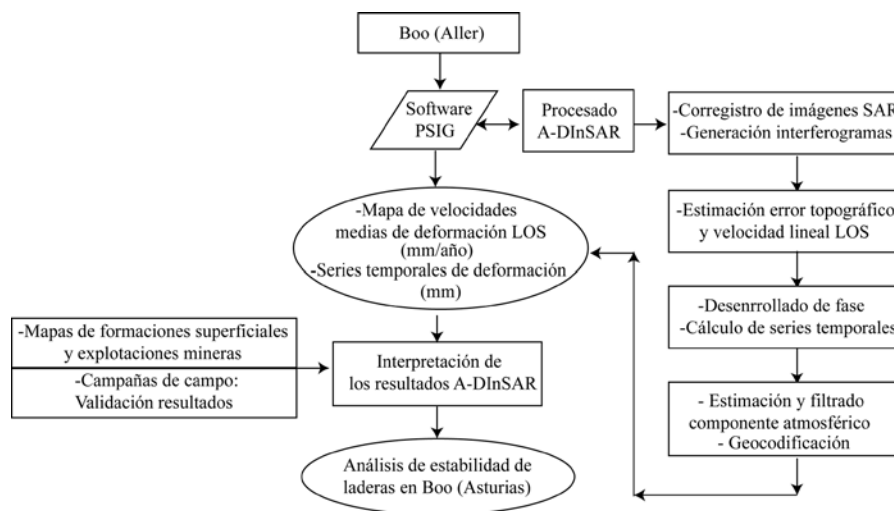 Boo (Aller)
Software
PSIG
Procesado
A-DInSAR
-Corregistro de imágenes SAR
-Generación interferogramas
-Estimación error topográfico
y velocidad lineal LOS
-Desenrrollado de fase
-Cálculo de series temporales
- Estimación y filtrado
componente atmosférico
- Geocodificación
-Mapa de velocidades
medias de deformación LOS
(mm/año)
-Series temporales de deformación
(mm)
-Mapas de formaciones superficiales
y explotaciones mineras
-Campañas de campo:
Validación resultados
Interpretación de
los resultados A-DInSAR
Análisis de estabilidad de
laderas en Boo (Asturias)